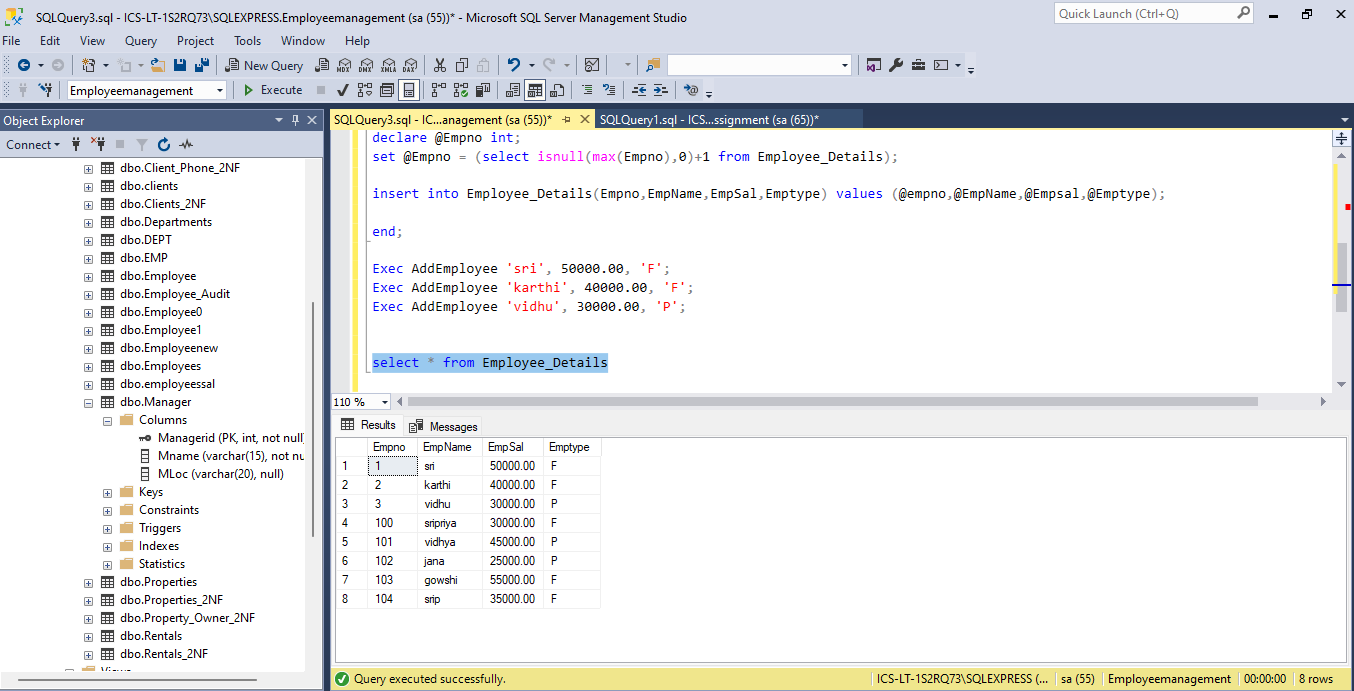 SQLQuery3.sql - ICS-LT-1S2RQ73\SQLEXPRESS.Employeemanagement (sa (55))* - Microsoft SQL Server Management Studio
Quick Launch (Ctrl+Q)
File Edit View Query Project Tools Window Help
New Query MDX DMX XMLA DAX
Employeemanagement Execute
Object Explorer
Connect
dbo.Client_Phone_2NF
dbo.clients
dbo.Clients_2NF
dbo.Departments
dbo.DEPT
dbo.EMP
dbo.Employee
dbo.Employee_Audit
dbo.Employee0
dbo.Employee1
dbo.Employeenew
dbo.Employees
dbo.employeessal
dbo.Manager
Columns
Managerid (PK, int, not null)
Mname (varchar(15), not nu
MLoc (varchar(20), null)
Keys
Constraints
Triggers
Indexes
Statistics
dbo.Properties
dbo.Properties_2NF
dbo.Property_Owner_2NF
dbo.Rentals
dbo.Rentals_2NF
Views
SQLQuery3.sql - IC...anagement (sa (55))* SQLQuery1.sql - ICS...ssignment (sa (65))*
declare @Empno int;
set @Empno = (select isnull(max(Empno),0)+1 from Employee_Details);
insert into Employee_Details(Empno,EmpName,EmpSal,Emptype) values (@empno,@EmpName,@Empsal,@Emptype);
end;
Exec AddEmployee 'sri', 50000.00, 'F';
Exec AddEmployee 'karthi', 40000.00, 'F';
Exec AddEmployee 'vidhu', 30000.00, 'P';
select * from Employee_Details
110 %
Results Messages
Empno EmpName EmpSal Emptype
1 1 sri 50000.00 F
2 2 karthi 40000.00 F
3 3 vidhu 30000.00 P
4 100 sripriya 30000.00 F
5 101 vidhya 45000.00 P
6 102 jana 25000.00 P
7 103 gowshi 55000.00 F
8 104 srip 35000.00 F
Query executed successfully. ICS-LT-1S2RQ73\SQLEXPRESS (... sa (55) Employeemanagement 00:00:00 8 rows